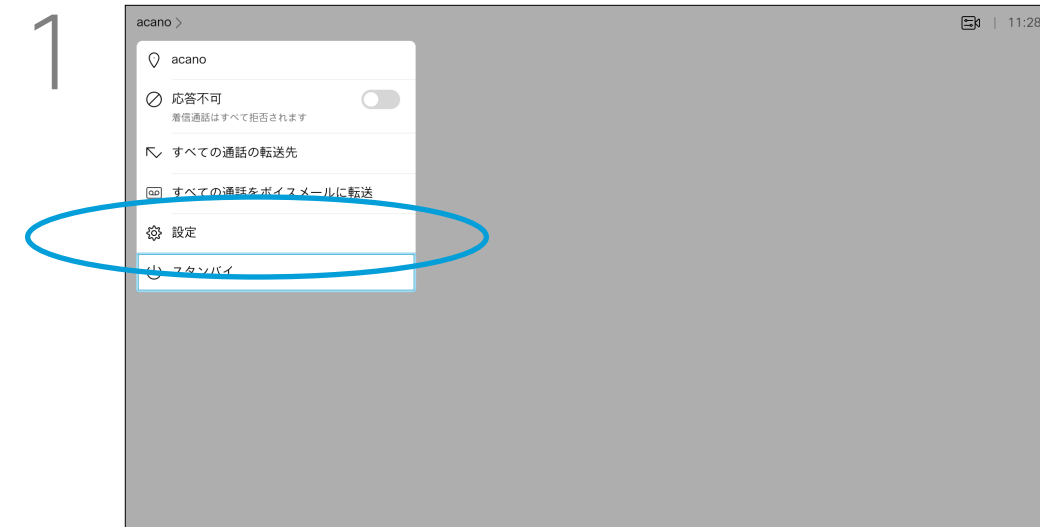 1
acano >
11:28
acano
応答不可
着信通話はすべて拒否されます
すべての通話の転送先
すべての通話をボイスメールに転送
設定
スタンバイ